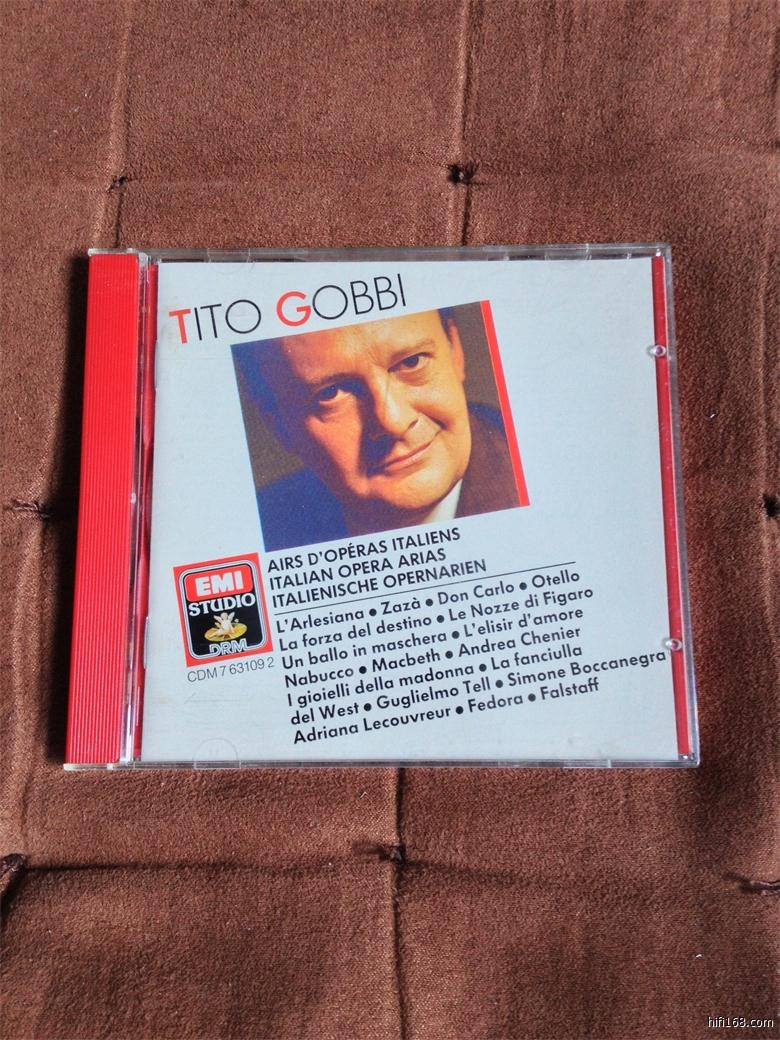 TITO GOBBI
AIRS D'OPÉRAS ITALIENS
ITALIAN OPERA ARIAS
ITALIENISCHE OPERNARIEN
EMI
STUDIO
DRM
CDM 7 63109 2
L'Arlesiana • Zazà • Don Carlo • Otello
La forza del destino • Le Nozze di Figaro
Un ballo in maschera • L'elisir d'amore
Nabucco • Macbeth • Andrea Chenier
I gioielli della madonna • La fanciulla
del West • Guglielmo Tell • Simone Boccanegra
Adriana Lecouvreur • Fedora • Falstaff
hifi168.com